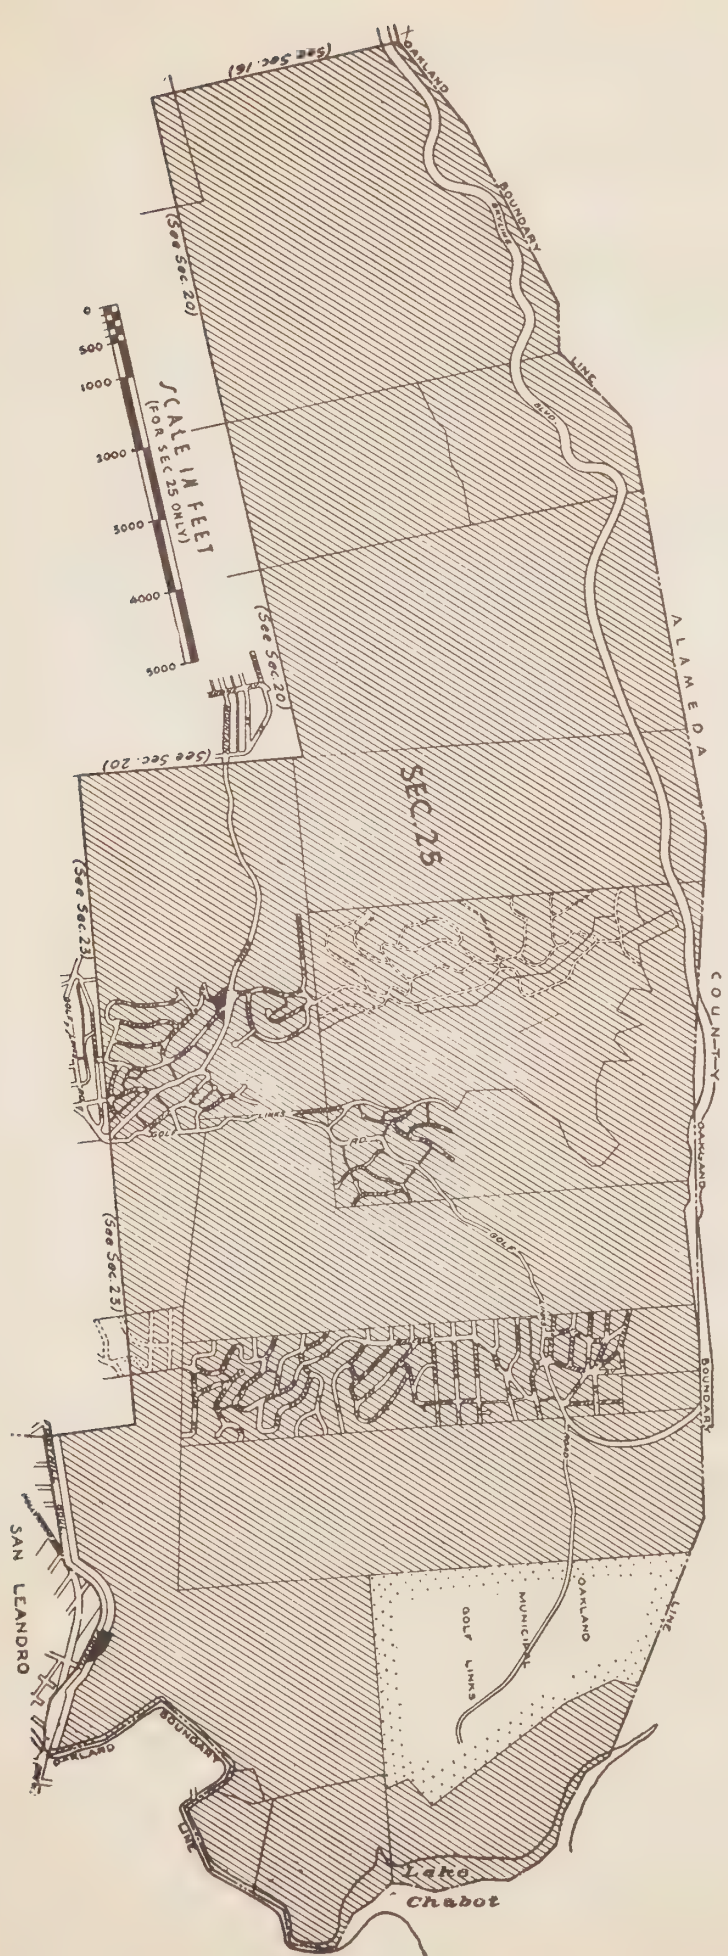 (See Sec. 16)
OAKLAND
BOUNDARY
SKYLINE
LINE
BLVD.
(See Sec. 20)
0
500
1000
2000
3000
4000
5000
SCALE IN FEET
(FOR SEC 25 ONLY)
(See Sec. 20)
ALAMEDA
(See Sec. 20)
SEC. 25
(See Sec. 23)
COUNTY
GOLF
LINKS
RD.
OAKLAND
GOLF
(See Sec. 23)
BOUNDARY
ROAD
LINE
OAKLAND
MUNICIPAL
GOLF LINKS
FOOTHILL
BLVD.
SAN LEANDRO
OAKLAND
BOUNDARY
LINE
Lake
Chabot